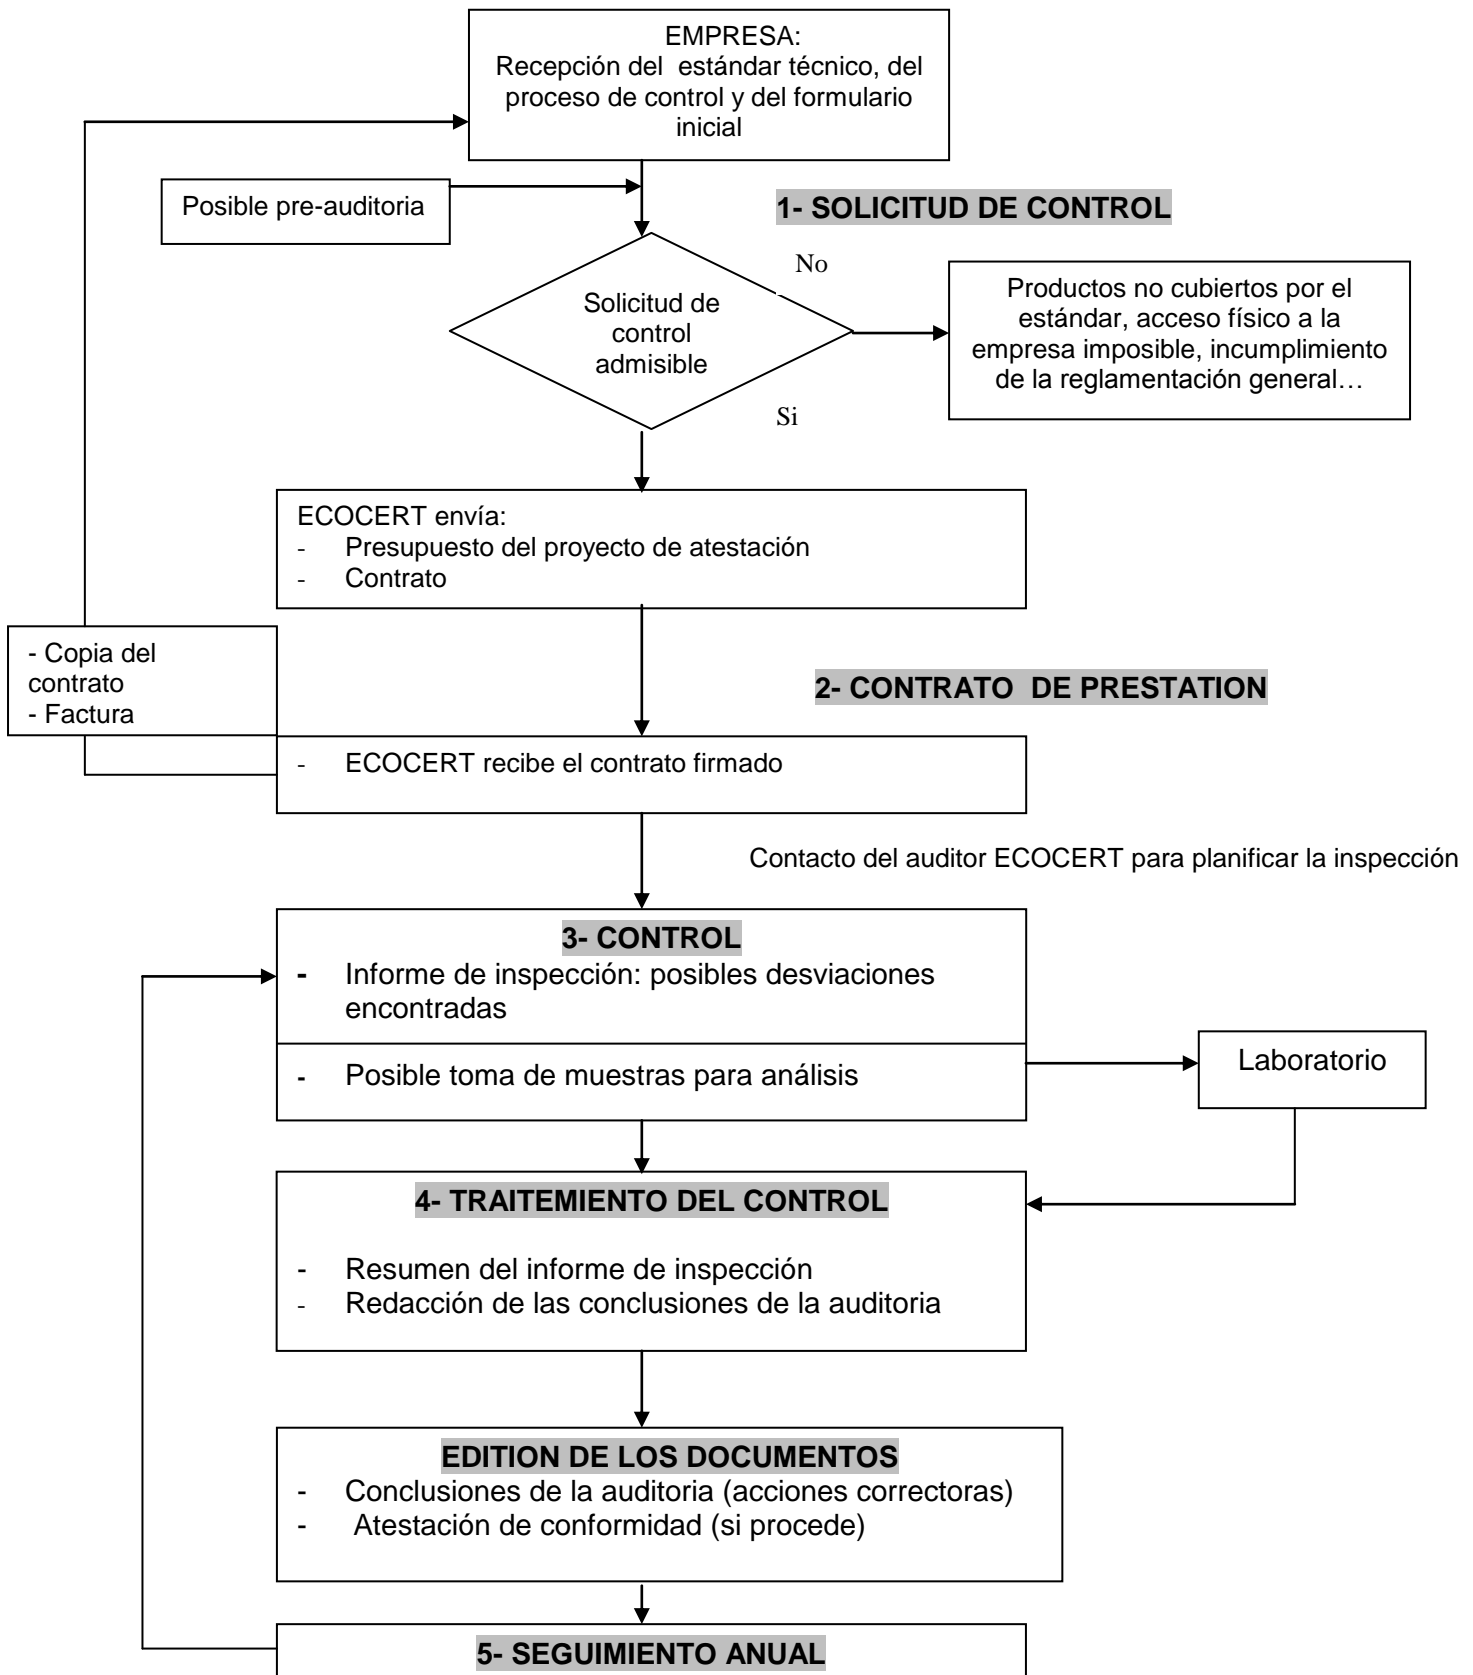 EMPRESA:
Recepción del estándar técnico, del
proceso de control y del formulario
inicial
Posible pre-auditoria
1- SOLICITUD DE CONTROL
No
Solicitud de
control
admisible
Productos no cubiertos por el
estándar, acceso físico a la
empresa imposible, incumplimiento
de la reglamentación general…
Si
ECOCERT envía:
- Presupuesto del proyecto de atestación
- Contrato
- Copia del
contrato
- Factura
2- CONTRATO DE PRESTATION
- ECOCERT recibe el contrato firmado
Contacto del auditor ECOCERT para planificar la inspección
3- CONTROL
- Informe de inspección: posibles desviaciones
encontradas
- Posible toma de muestras para análisis
Laboratorio
4- TRAITEMIENTO DEL CONTROL
- Resumen del informe de inspección
- Redacción de las conclusiones de la auditoria
EDITION DE LOS DOCUMENTOS
- Conclusiones de la auditoria (acciones correctoras)
- Atestación de conformidad (si procede)
5- SEGUIMIENTO ANUAL